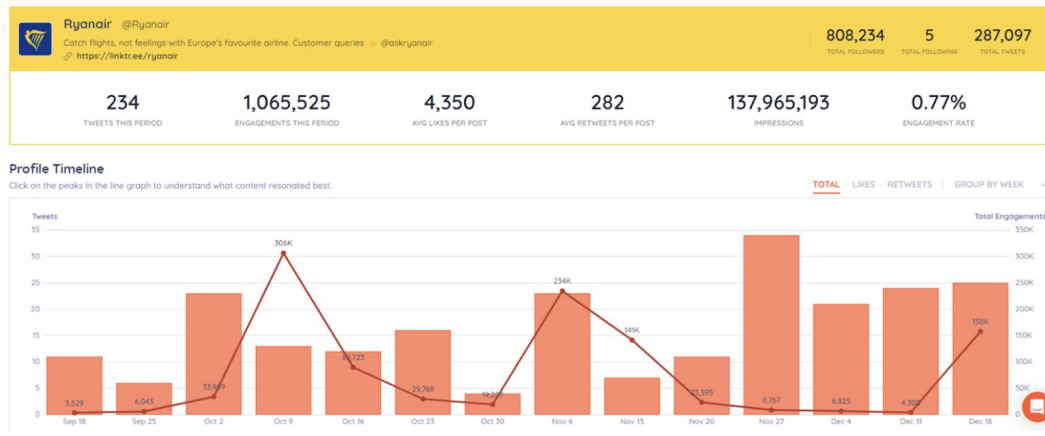 Ryanair @Ryanair
Catch flights, not feelings with Europe's favourite airline. Customer queries 👉 @askryanair
https://linktr.ee/ryanair
808,234 5 287,097
TOTAL FOLLOWERS TOTAL FOLLOWING TOTAL TWEETS
234 1,065,525 4,350 282 137,965,193 0.77%
TWEETS THIS PERIOD ENGAGEMENTS THIS PERIOD AVG LIKES PER POST AVG RETWEETS PER POST IMPRESSIONS ENGAGEMENT RATE
Profile Timeline
Click on the peaks in the line graph to understand what content resonated best.
TOTAL · LIKES · RETWEETS GROUP BY WEEK
Tweets Total Engagements
35 350K
30 300K
25 250K
20 200K
15 150K
10 100K
5 50K
0 0
3,529 6,043 306K 29,769 234K 141K 8,767 6,825 158K
Sep 18 Sep 25 Oct 2 Oct 9 Oct 16 Oct 23 Oct 30 Nov 6 Nov 13 Nov 20 Nov 27 Dec 4 Dec 11 Dec 18